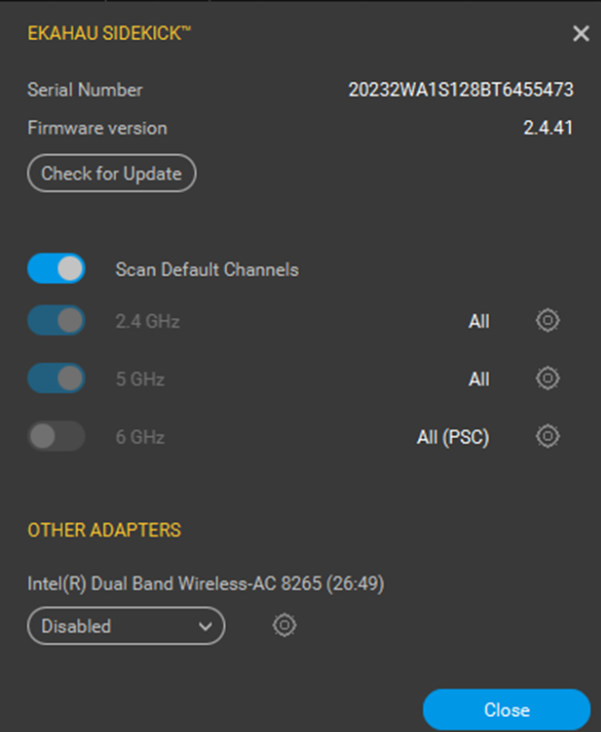 EKAHAU SIDEKICK™
Serial Number 20232WA1S128BT6455473
Firmware version 2.4.41
Check for Update
Scan Default Channels
2.4 GHz All
5 GHz All
6 GHz All (PSC)
OTHER ADAPTERS
Intel(R) Dual Band Wireless-AC 8265 (26:49)
Disabled
Close